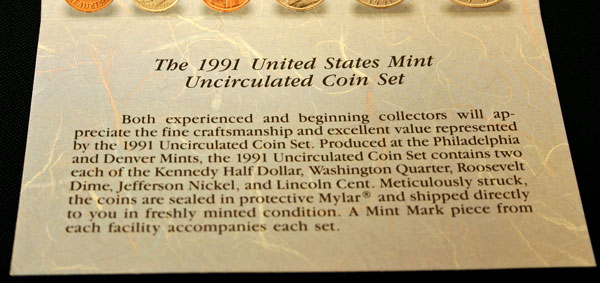 The 1991 United States Mint
Uncirculated Coin Set
Both experienced and beginning collectors will ap-
preciate the fine craftsmanship and excellent value represented
by the 1991 Uncirculated Coin Set. Produced at the Philadelphia
and Denver Mints, the 1991 Uncirculated Coin Set contains two
each of the Kennedy Half Dollar, Washington Quarter, Roosevelt
Dime, Jefferson Nickel, and Lincoln Cent. Meticulously struck,
the coins are sealed in protective Mylar® and shipped directly
to you in freshly minted condition. A Mint Mark piece from
each facility accompanies each set.